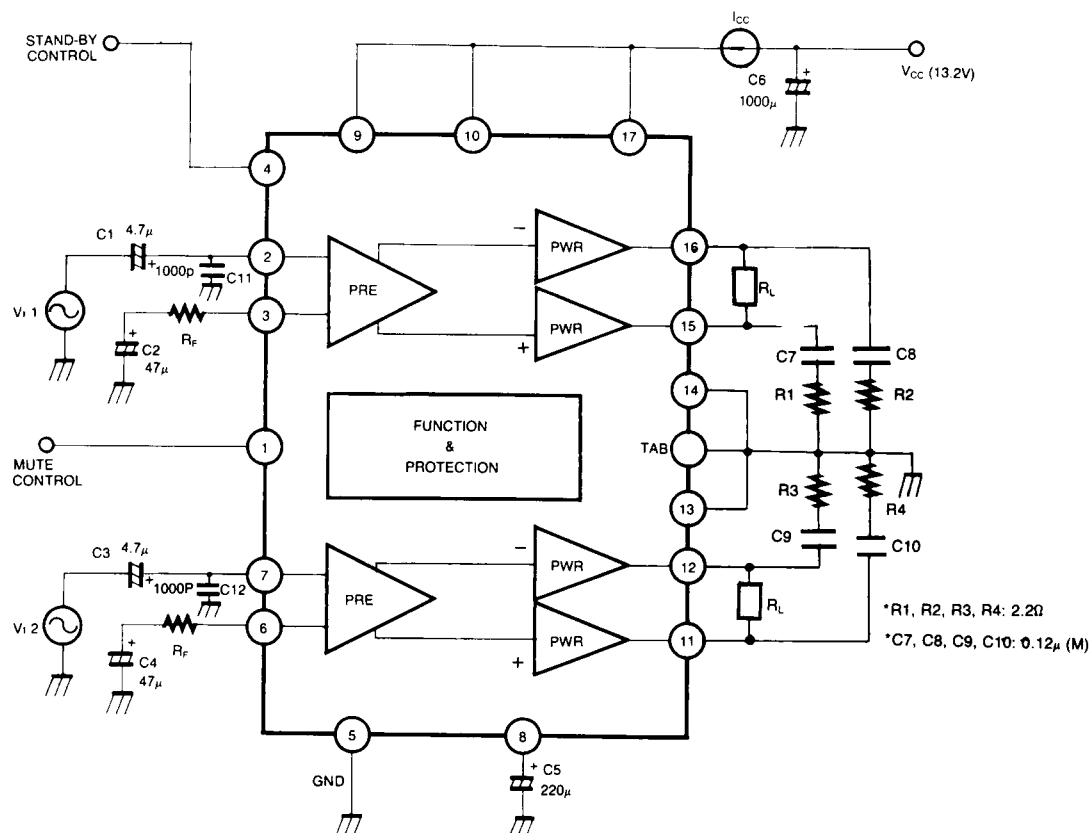 STAND-BY
CONTROL
Icc
Vcc (13.2V)
C6
+
1000μ
9
10
17
4
C1
4.7μ
+
1000p
C11
2
VI 1
RF
3
+
C2
47μ
PRE
−
PWR
+
PWR
16
RL
15
C7
C8
R1
R2
14
TAB
13
R3
R4
C9
C10
FUNCTION
&
PROTECTION
1
MUTE
CONTROL
C3
4.7μ
+
1000P
C12
7
VI 2
RF
6
+
C4
47μ
PRE
−
PWR
+
PWR
12
RL
11
*R1, R2, R3, R4: 2.2Ω
*C7, C8, C9, C10: 0.12μ (M)
5
GND
8
+
C5
220μ